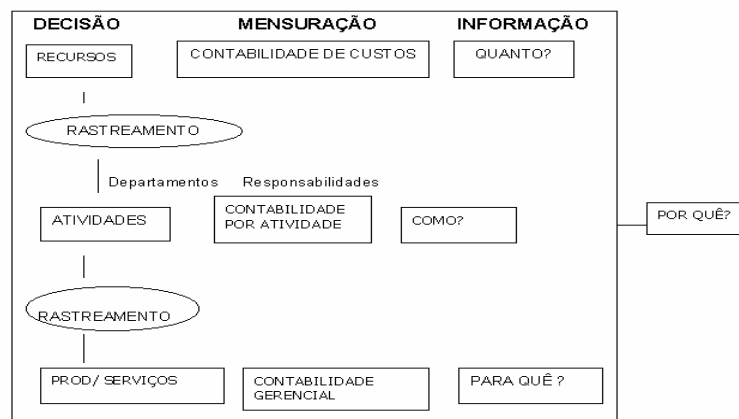 DECISÃO MENSURAÇÃO INFORMAÇÃO
RECURSOS CONTABILIDADE DE CUSTOS QUANTO?
RASTREAMENTO
Departamentos Responsabilidades
ATIVIDADES CONTABILIDADE POR ATIVIDADE COMO? POR QUÊ?
RASTREAMENTO
PROD/ SERVIÇOS CONTABILIDADE GERENCIAL PARA QUÊ ?